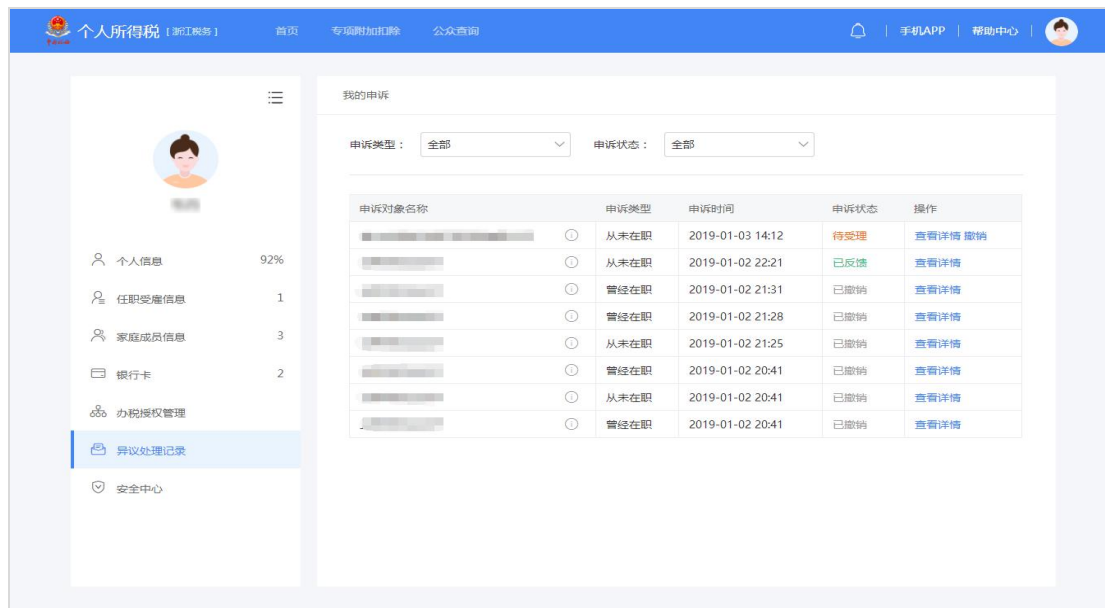 个人所得税 [ 浙江税务 ] 首页 专项附加扣除 公众查询 手机APP 帮助中心
我的申诉
申诉类型： 全部 申诉状态： 全部
申诉对象名称 申诉类型 申诉时间 申诉状态 操作
从未在职 2019-01-03 14:12 待受理 查看详情 撤销
从未在职 2019-01-02 22:21 已反馈 查看详情
曾经在职 2019-01-02 21:31 已撤销 查看详情
曾经在职 2019-01-02 21:28 已撤销 查看详情
从未在职 2019-01-02 21:25 已撤销 查看详情
曾经在职 2019-01-02 20:41 已撤销 查看详情
从未在职 2019-01-02 20:41 已撤销 查看详情
曾经在职 2019-01-02 20:41 已撤销 查看详情
个人信息 92%
任职受雇信息 1
家庭成员信息 3
银行卡 2
办税授权管理
异议处理记录
安全中心